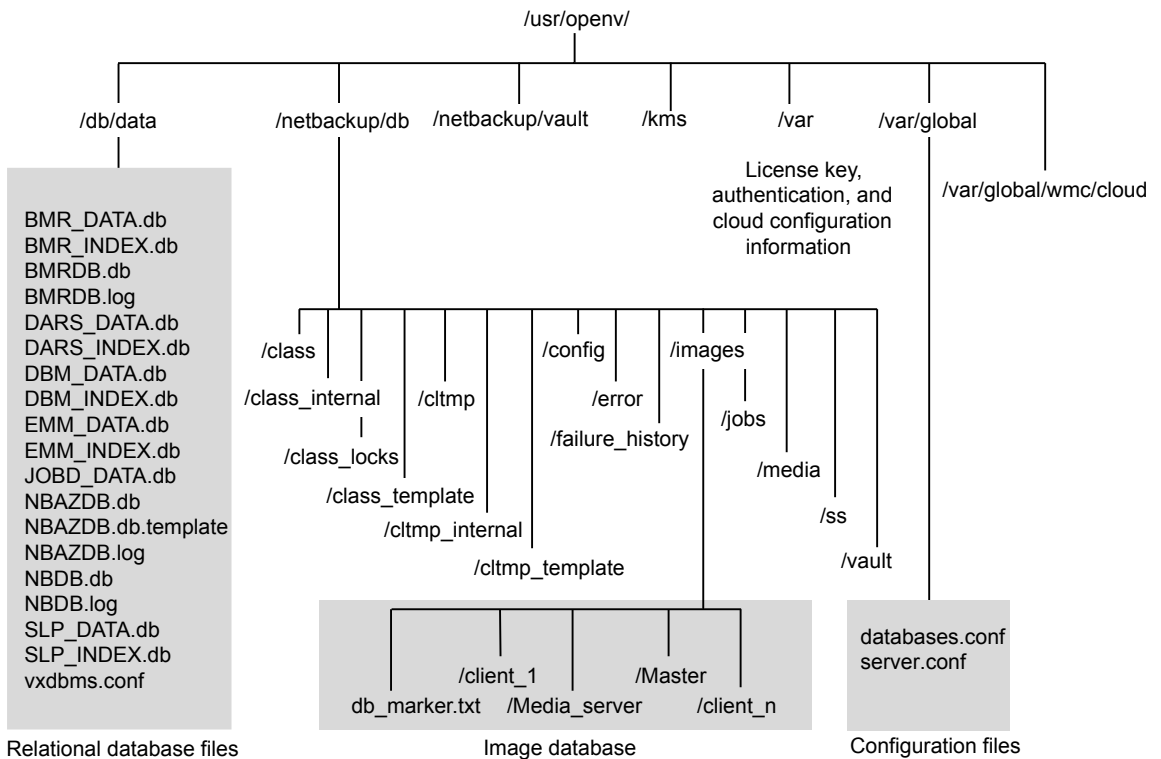 /usr/openv/
/db/data
/netbackup/db
/netbackup/vault
/kms
/var
/var/global
/var/global/wmc/cloud
License key,
authentication, and
cloud configuration
information
BMR_DATA.db
BMR_INDEX.db
BMRDB.db
BMRDB.log
DARS_DATA.db
DARS_INDEX.db
DBM_DATA.db
DBM_INDEX.db
EMM_DATA.db
EMM_INDEX.db
JOBD_DATA.db
NBAZDB.db
NBAZDB.db.template
NBAZDB.log
NBDB.db
NBDB.log
SLP_DATA.db
SLP_INDEX.db
vxdbms.conf
Relational database files
/class
/class_internal
/class_locks
/class_template
/cltmp
/cltmp_internal
/cltmp_template
/config
/error
/failure_history
/images
/jobs
/media
/ss
/vault
db_marker.txt
/client_1
/Media_server
/Master
/client_n
Image database
databases.conf
server.conf
Configuration files